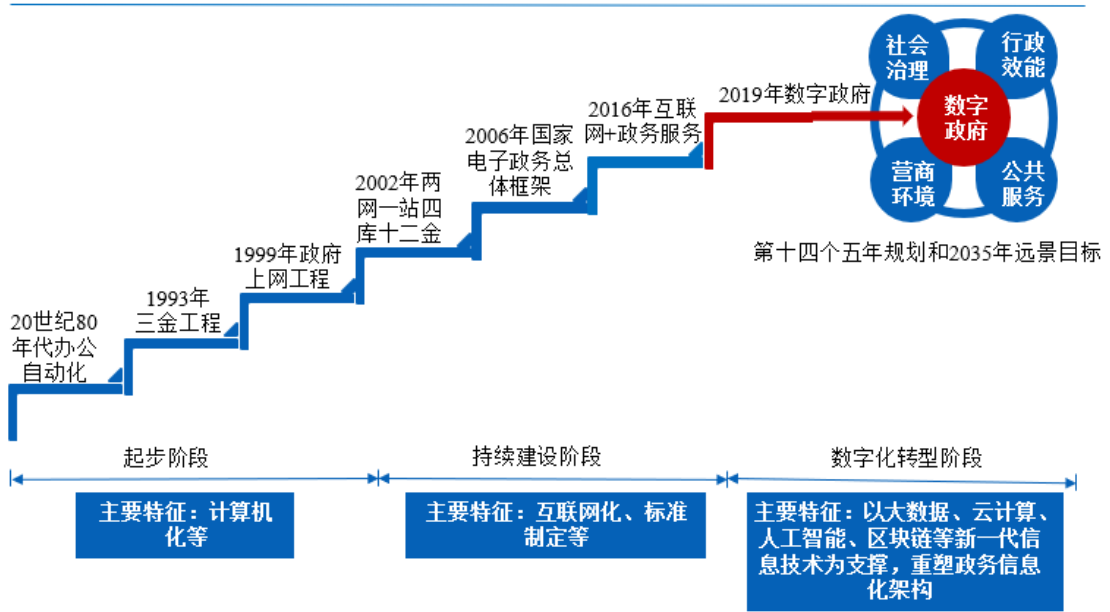 20世纪80
年代办公
自动化
1993年
三金工程
1999年政府
上网工程
2002年两
网一站四
库十二金
2006年国家
电子政务总
体框架
2016年互联
网+政务服务
2019年数字政府
社会
治理
行政
效能
数字
政府
营商
环境
公共
服务
第十四个五年规划和2035年远景目标
起步阶段
持续建设阶段
数字化转型阶段
主要特征：计算机
化等
主要特征：互联网化、标准
制定等
主要特征：以大数据、云计算、
人工智能、区块链等新一代信
息技术为支撑，重塑政务信息
化架构